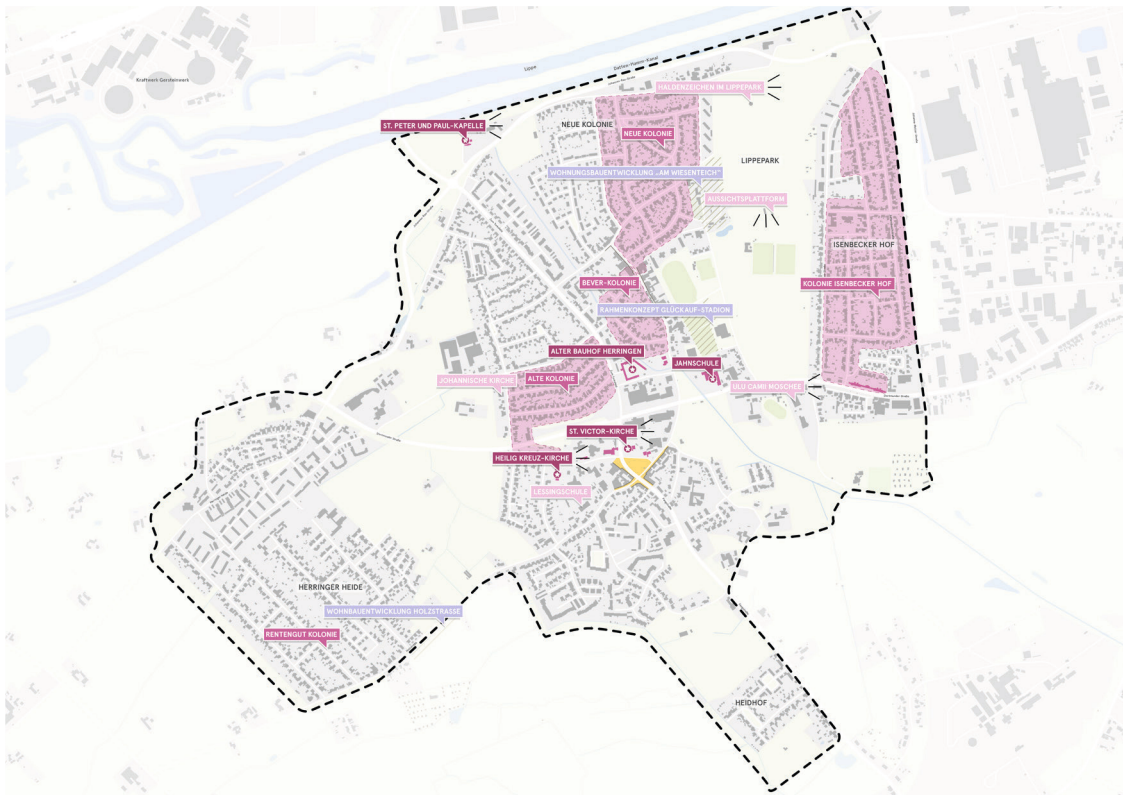 Kraftwerk Gersteinwerk
Lippe
Datteln-Hamm-Kanal
HALDENZEICHEN IM LIPPEPARK
ST. PETER UND PAUL-KAPELLE
NEUE KOLONIE
NEUE KOLONIE
LIPPEPARK
WOHNUNGSBAUENTWICKLUNG „AM WIESENTEICH"
AUSSICHTSPLATTFORM
ISENBECKER HOF
BEVER-KOLONIE
KOLONIE ISENBECKER HOF
RAHMENKONZEPT GLÜCKAUF-STADION
ALTER BAUHOF HERRINGEN
JAHNSCHULE
JOHANNISCHE KIRCHE
ALTE KOLONIE
ULU CAMII MOSCHEE
ST. VICTOR-KIRCHE
HEILIG KREUZ-KIRCHE
LESSINGSCHULE
HERRINGER HEIDE
WOHNBAUENTWICKLUNG HOLZSTRASSE
RENTENGUT KOLONIE
HEIDHOF